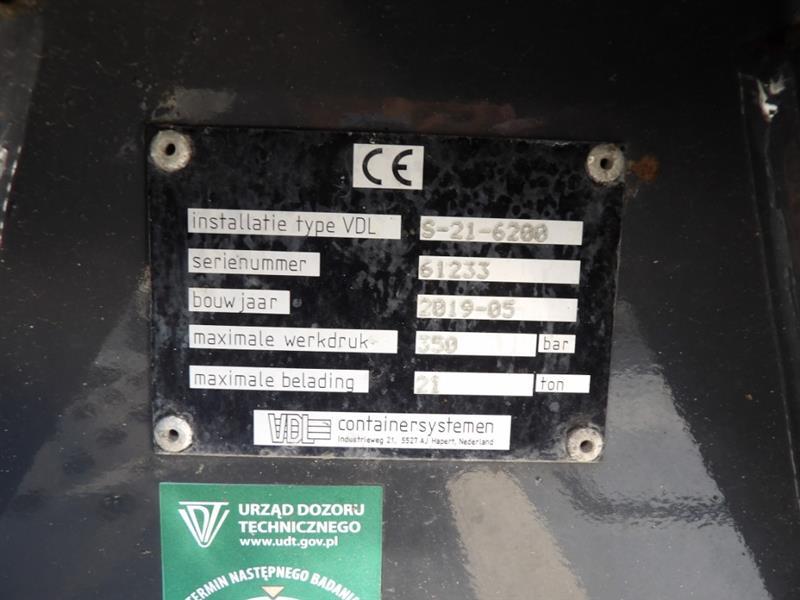 CE
installatie type VDL S-21-6200
serienummer 61233
bouwjaar 2019-05
maximale werkdruk 350 bar
maximale belading 21 ton
VDL containersystemen
Industrieweg 21, 5527 AJ Hapert, Nederland
UDT URZĄD DOZORU
TECHNICZNEGO
www.udt.gov.pl
TERMIN NASTĘPNEGO BADANIA